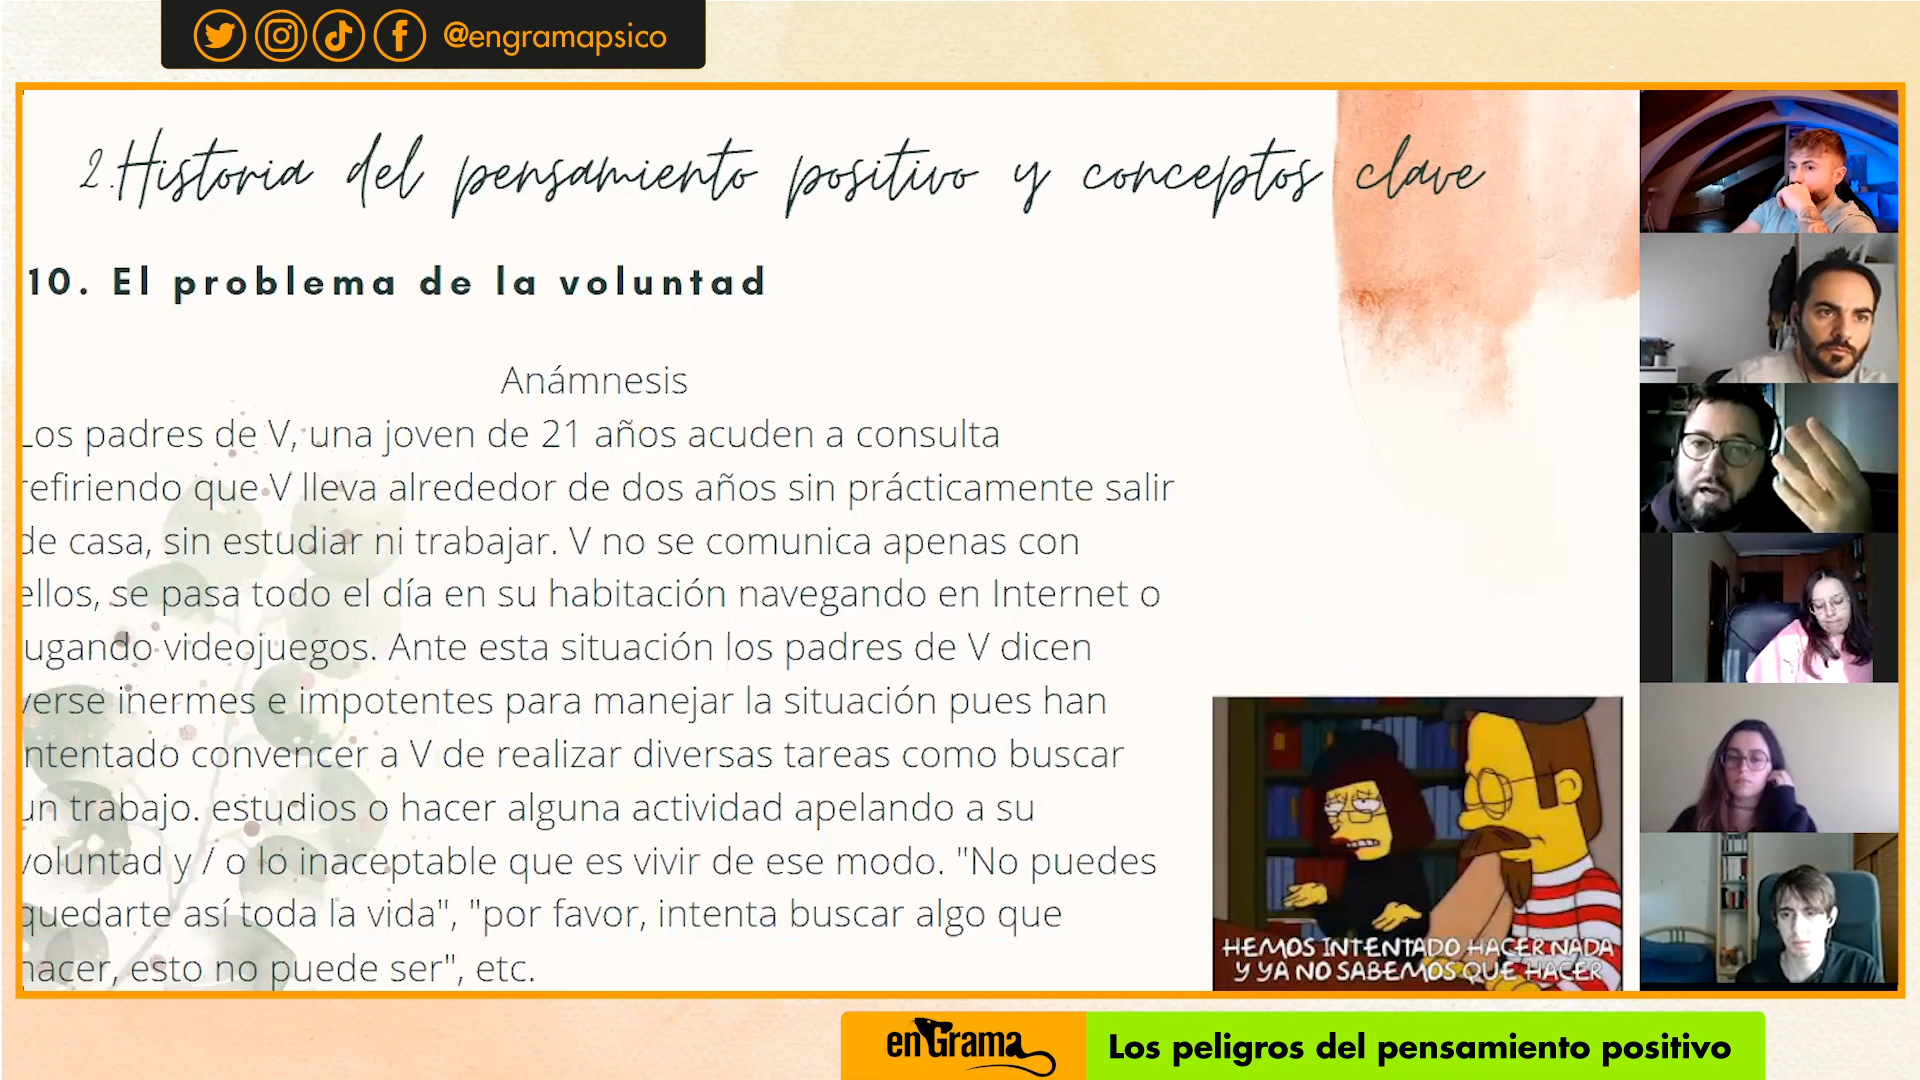 @engramapsico
2.Historia del pensamiento positivo y conceptos clave
10. El problema de la voluntad
Anámnesis
Los padres de V, una joven de 21 años acuden a consulta
refiriendo que V lleva alrededor de dos años sin prácticamente salir
de casa, sin estudiar ni trabajar. V no se comunica apenas con
ellos, se pasa todo el día en su habitación navegando en Internet o
ugando videojuegos. Ante esta situación los padres de V dicen
verse inermes e impotentes para manejar la situación pues han
ntentado convencer a V de realizar diversas tareas como buscar
un trabajo. estudios o hacer alguna actividad apelando a su
voluntad y / o lo inaceptable que es vivir de ese modo. "No puedes
quedarte así toda la vida", "por favor, intenta buscar algo que
hacer, esto no puede ser", etc.
HEMOS INTENTADO HACER NADA
Y YA NO SABEMOS QUE HACER
enGrama
Los peligros del pensamiento positivo